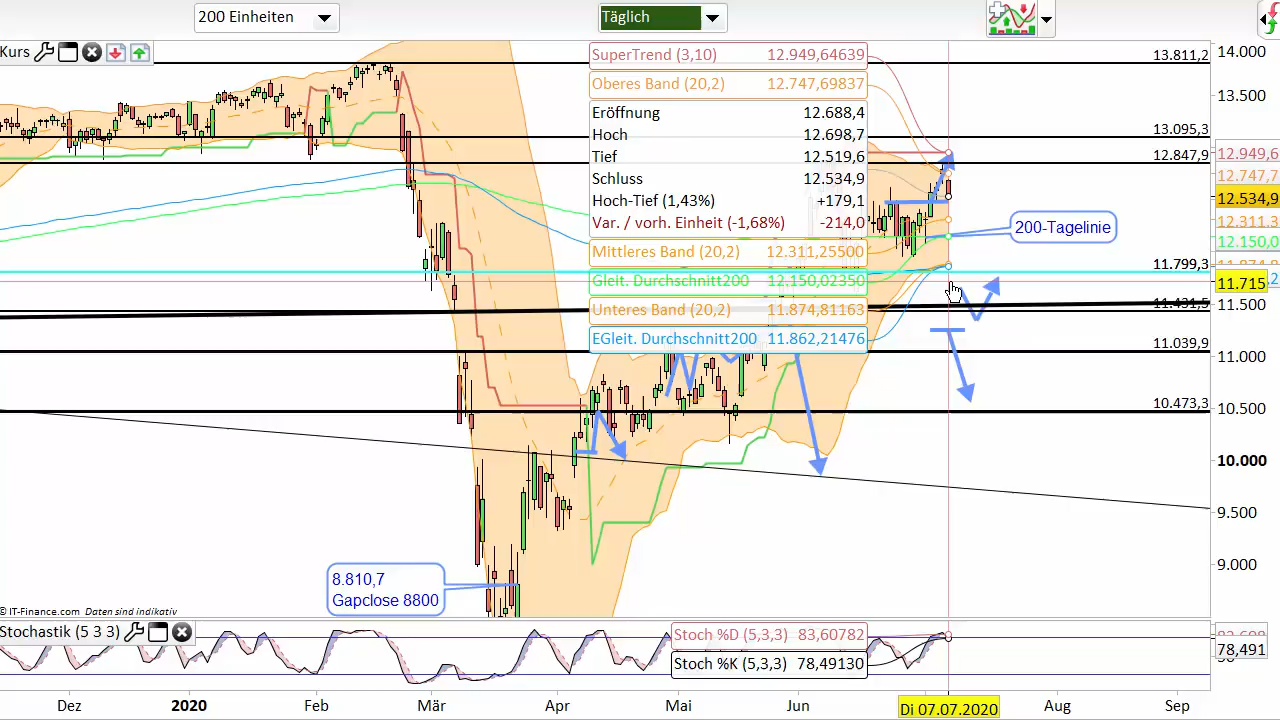 200 Einheiten
Täglich
Kurs
SuperTrend (3,10) 12.949,64639
Oberes Band (20,2) 12.747,69837
Eröffnung 12.688,4
Hoch 12.698,7
Tief 12.519,6
Schluss 12.534,9
Hoch-Tief (1,43%) +179,1
Var. / vorh. Einheit (-1,68%) -214,0
Mittleres Band (20,2) 12.311,25500
Gleit. Durchschnitt200 12.150,02350
Unteres Band (20,2) 11.874,81163
EGleit. Durchschnitt200 11.862,21476
13.811,2
13.095,3
12.847,9
11.799,3
11.431,5
11.039,9
10.473,3
14.000
13.500
12.949,6
12.747,7
12.534,9
12.311,3
12.150,0
11.715
11.500
11.000
10.500
10.000
9.500
9.000
200-Tagelinie
8.810,7
Gapclose 8800
© IT-Finance.com Daten sind indikativ
Stochastik (5 3 3)
Stoch %D (5,3,3) 83,60782
Stoch %K (5,3,3) 78,49130
78,491
Dez
2020
Feb
Mär
Apr
Mai
Jun
Di 07.07.2020
Aug
Sep